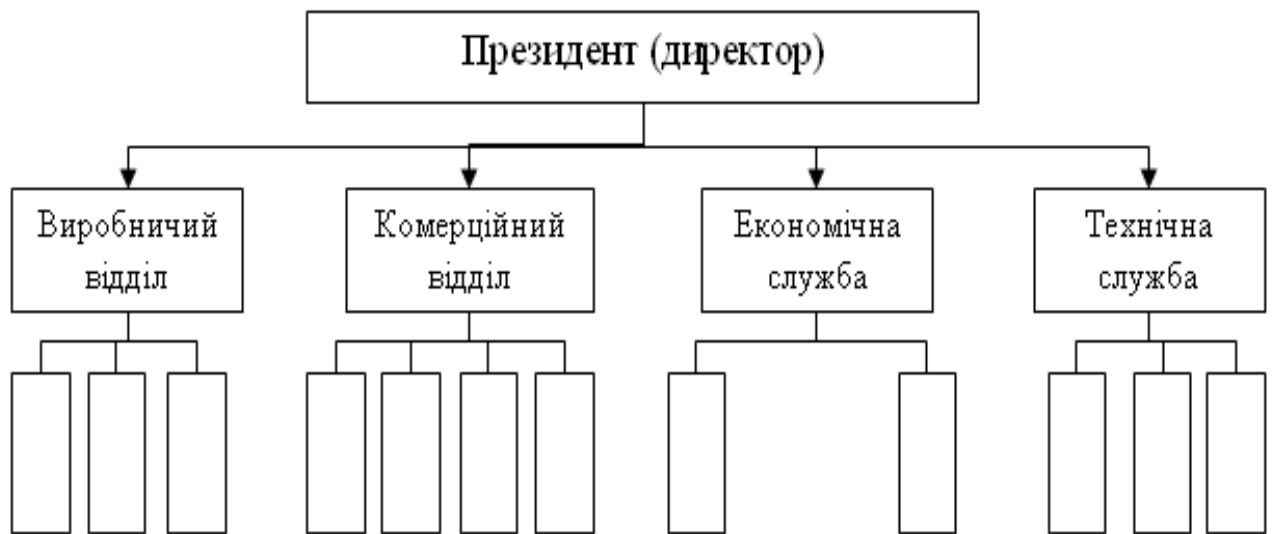 Президент (директор)
Виробничий
відділ
Комерційний
відділ
Економічна
служба
Технічна
служба